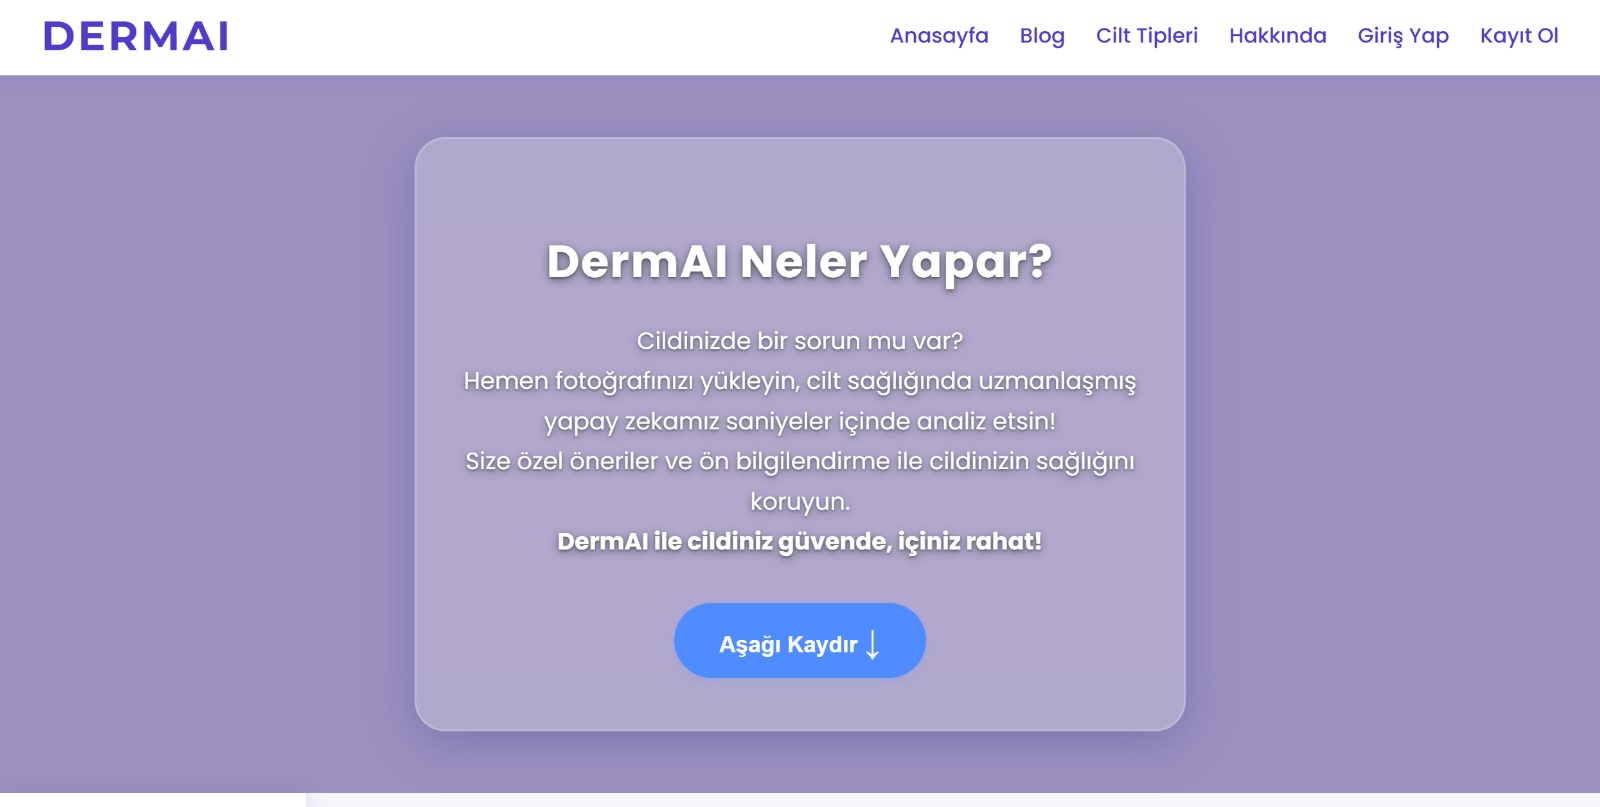 DERMAI
Anasayfa Blog Cilt Tipleri Hakkında Giriş Yap Kayıt Ol
DermAI Neler Yapar?
Cildinizde bir sorun mu var?
Hemen fotoğrafınızı yükleyin, cilt sağlığında uzmanlaşmış
yapay zekamız saniyeler içinde analiz etsin!
Size özel öneriler ve ön bilgilendirme ile cildinizin sağlığını
koruyun.
DermAI ile cildiniz güvende, içiniz rahat!
Aşağı Kaydır ↓